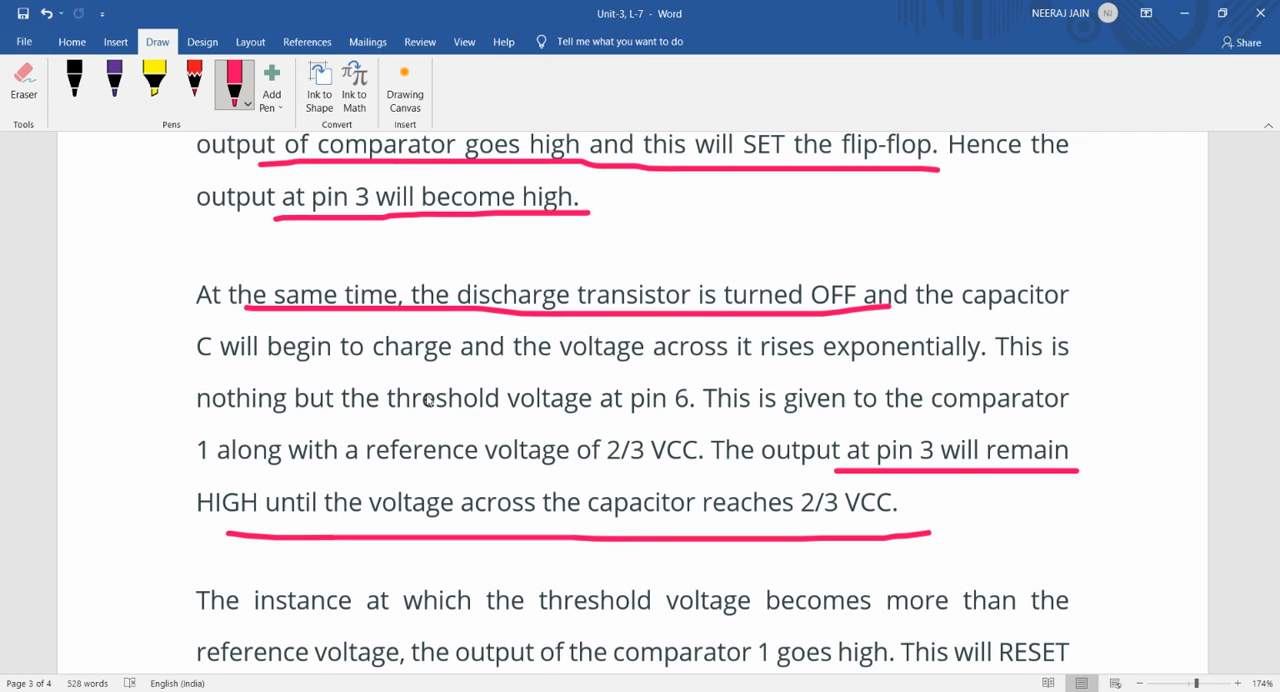 Unit-3, L-7 - Word
NEERAJ JAIN NJ
File Home Insert Draw Design Layout References Mailings Review View Help Tell me what you want to do Share
Eraser Add Pen Ink to Shape Ink to Math Drawing Canvas
Tools Pens Convert Insert
output of comparator goes high and this will SET the flip-flop. Hence the
output at pin 3 will become high.
At the same time, the discharge transistor is turned OFF and the capacitor
C will begin to charge and the voltage across it rises exponentially. This is
nothing but the threshold voltage at pin 6. This is given to the comparator
1 along with a reference voltage of 2/3 VCC. The output at pin 3 will remain
HIGH until the voltage across the capacitor reaches 2/3 VCC.
The instance at which the threshold voltage becomes more than the
reference voltage, the output of the comparator 1 goes high. This will RESET
Page 3 of 4 528 words English (India) 174%